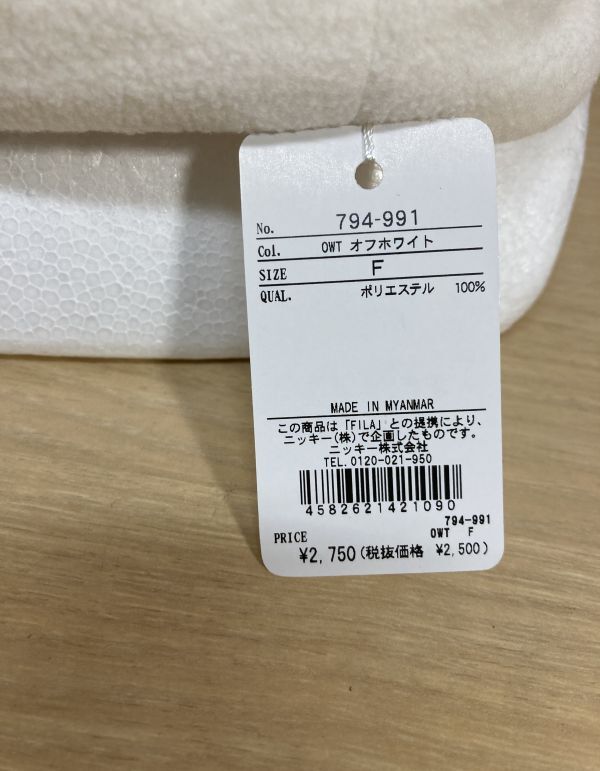 No. 794-991
Col. OWT オフホワイト
SIZE F
QUAL. ポリエステル 100%
MADE IN MYANMAR
この商品は「FILA」との提携により、
ニッキー(株)で企画したものです。
ニッキー株式会社
TEL.0120-021-950
4582621421090
794-991
OWT F
PRICE
¥2,750(税抜価格 ¥2,500)